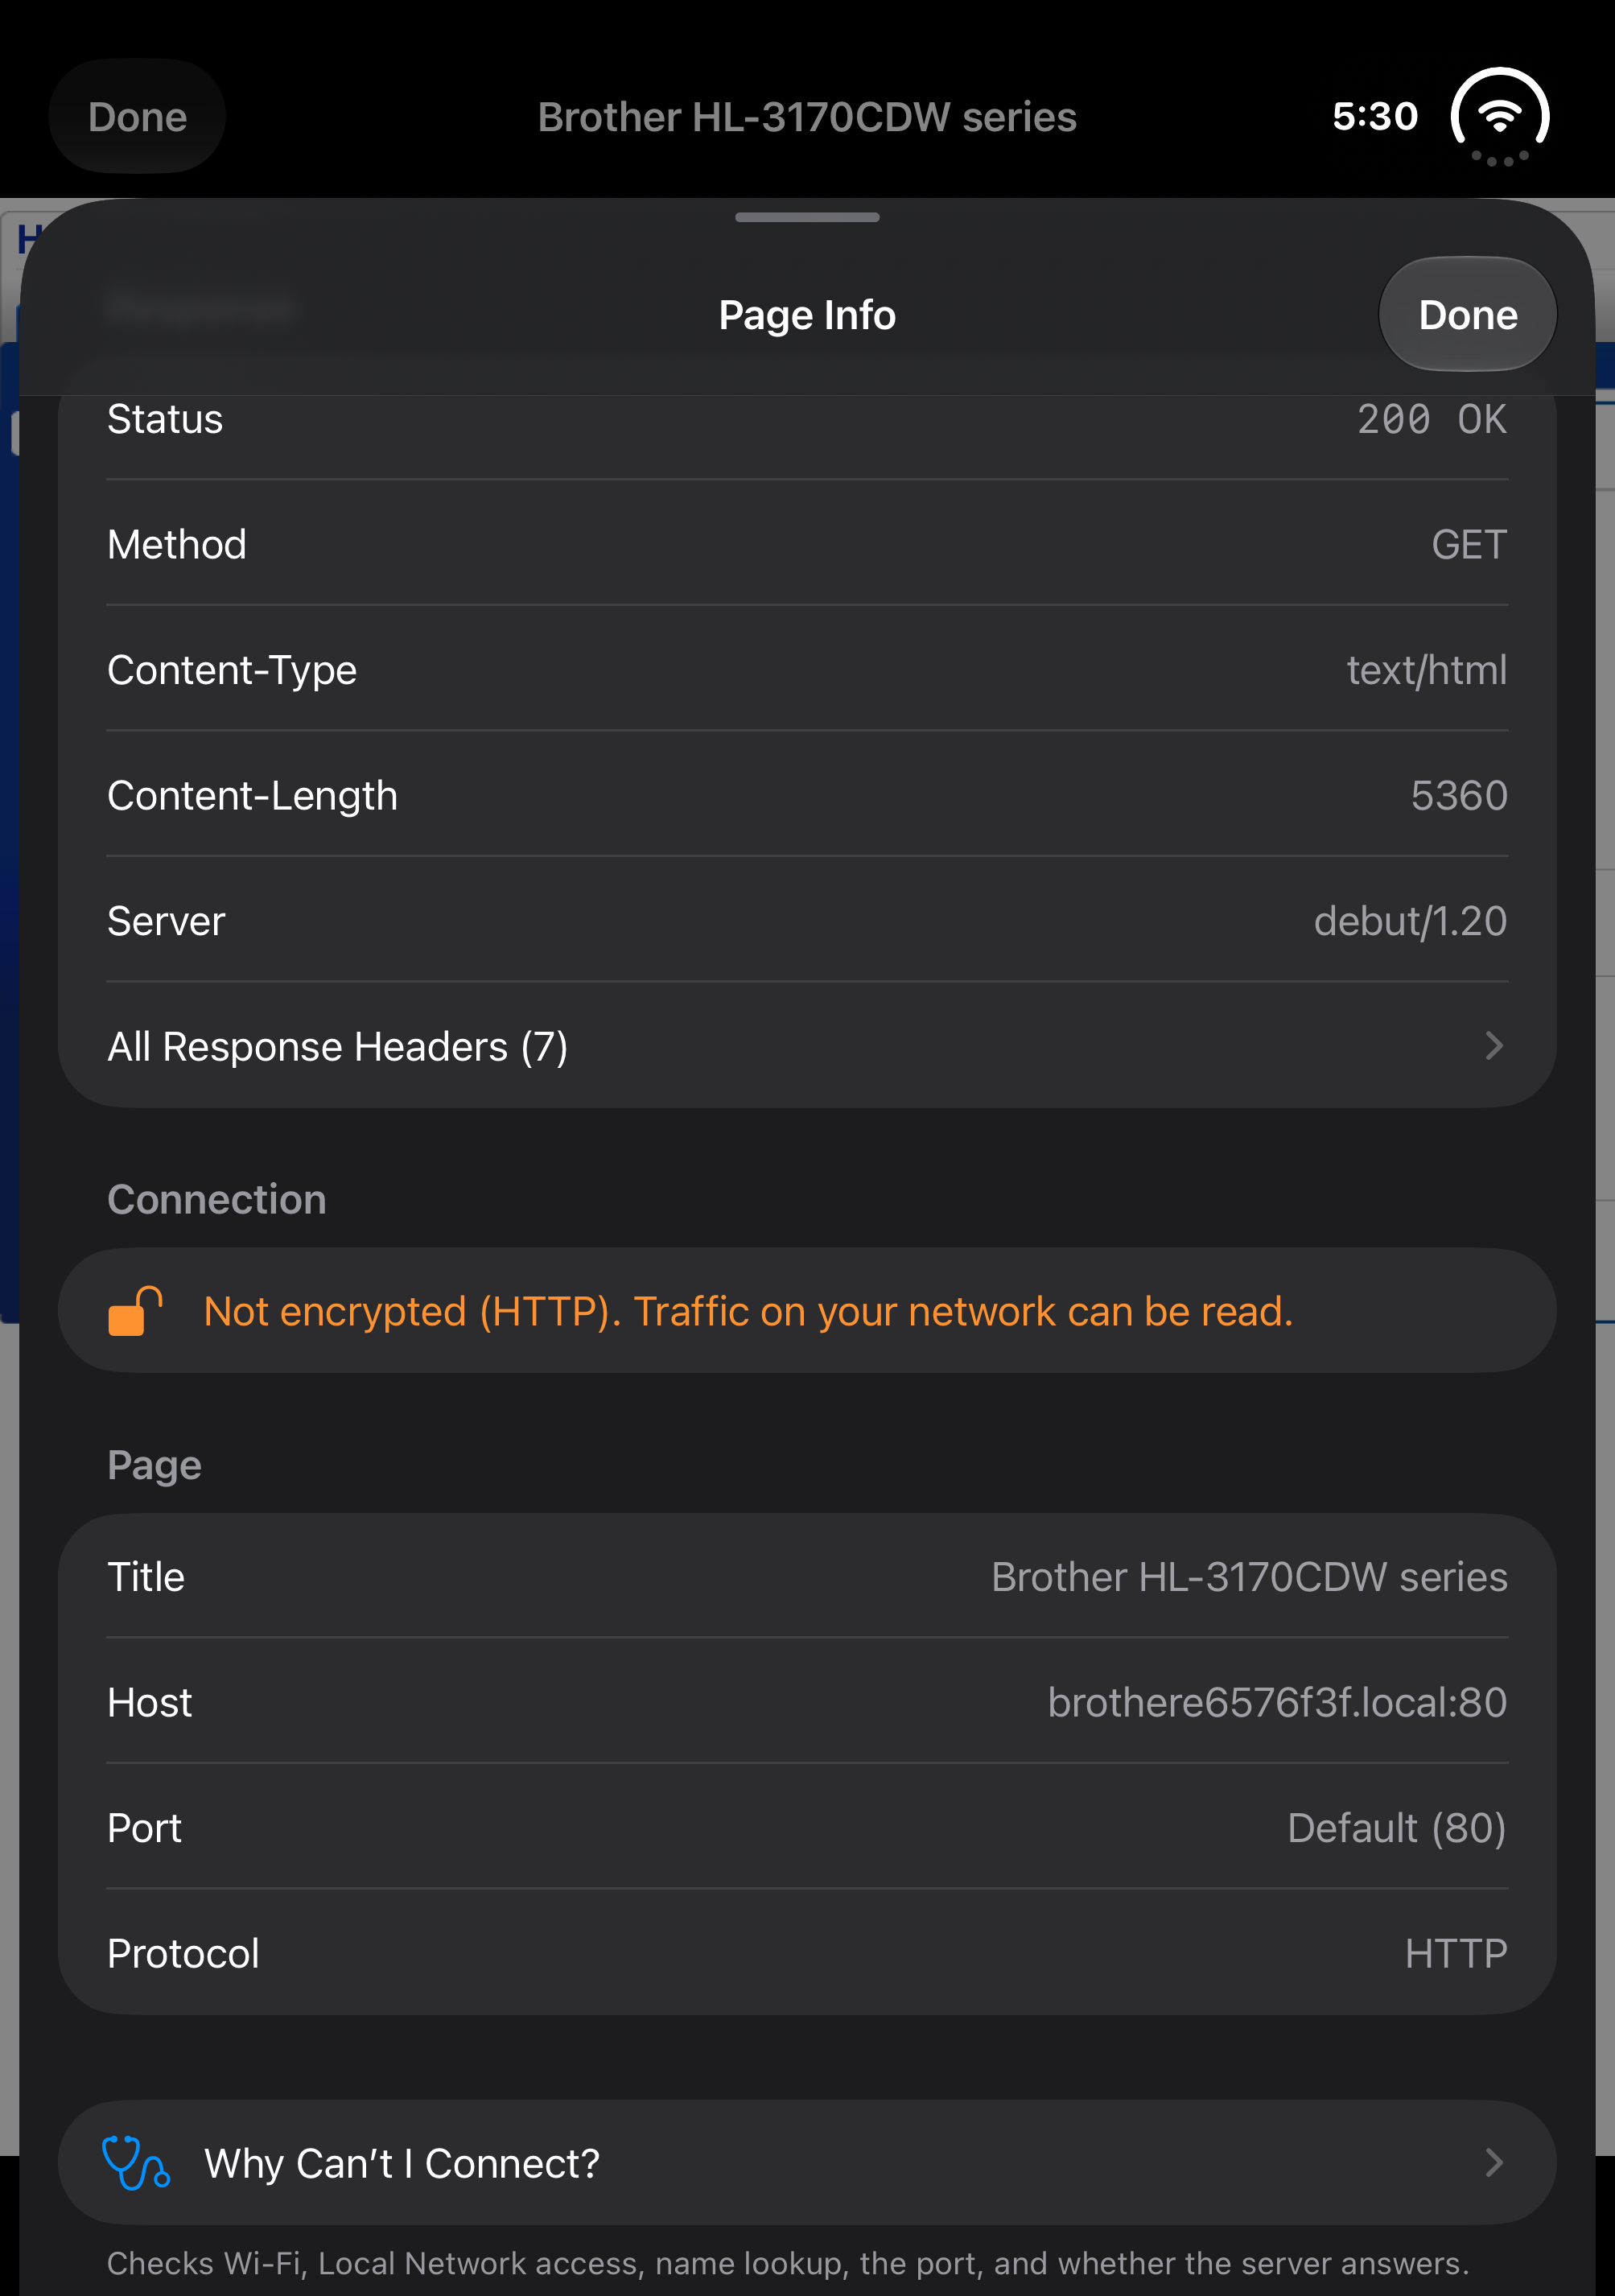 Done
Brother HL-3170CDW series
5:30
H
Page Info
Done
Status
200 OK
Method
GET
Content-Type
text/html
Content-Length
5360
Server
debut/1.20
All Response Headers (7)
Connection
Not encrypted (HTTP). Traffic on your network can be read.
Page
Title
Brother HL-3170CDW series
Host
brothere6576f3f.local:80
Port
Default (80)
Protocol
HTTP
Why Can’t I Connect?
Checks Wi-Fi, Local Network access, name lookup, the port, and whether the server answers.